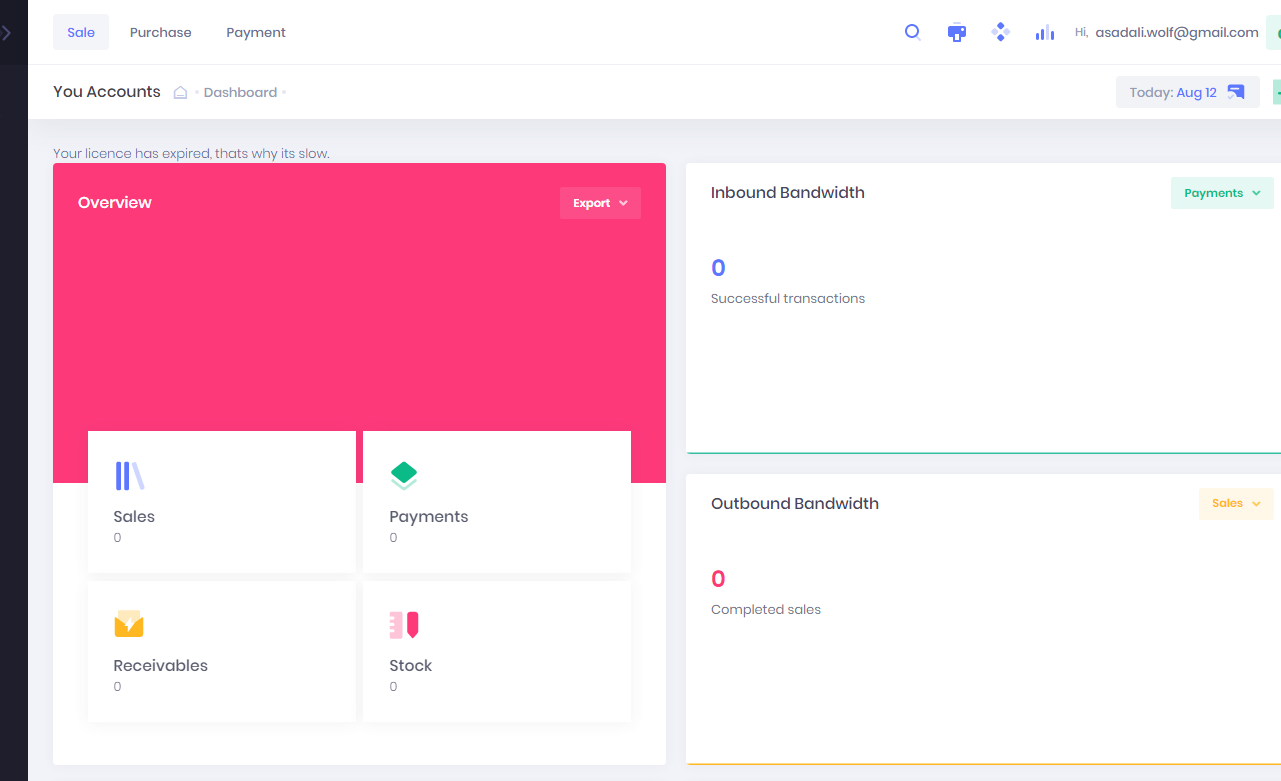 Sale Purchase Payment Hi, asadali.wolf@gmail.com
You Accounts • Dashboard • Today: Aug 12
Your licence has expired, thats why its slow.
Overview Export
Inbound Bandwidth Payments
0
Successful transactions
Sales
0
Payments
0
Receivables
0
Stock
0
Outbound Bandwidth Sales
0
Completed sales